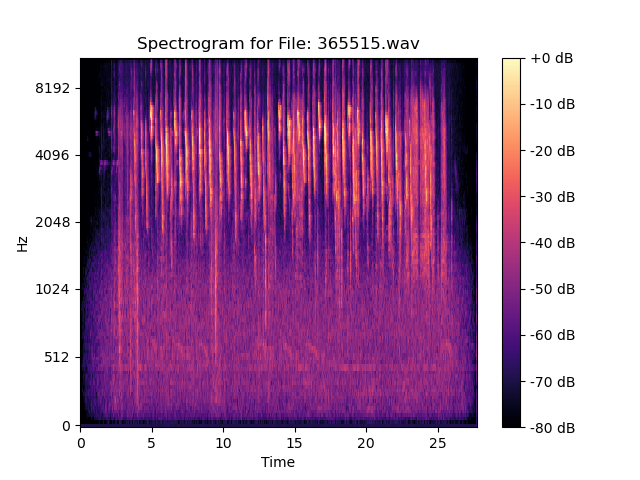 Spectrogram for File: 365515.wav
8192
4096
2048
1024
512
0
Hz
0 5 10 15 20 25
Time
+0 dB
-10 dB
-20 dB
-30 dB
-40 dB
-50 dB
-60 dB
-70 dB
-80 dB